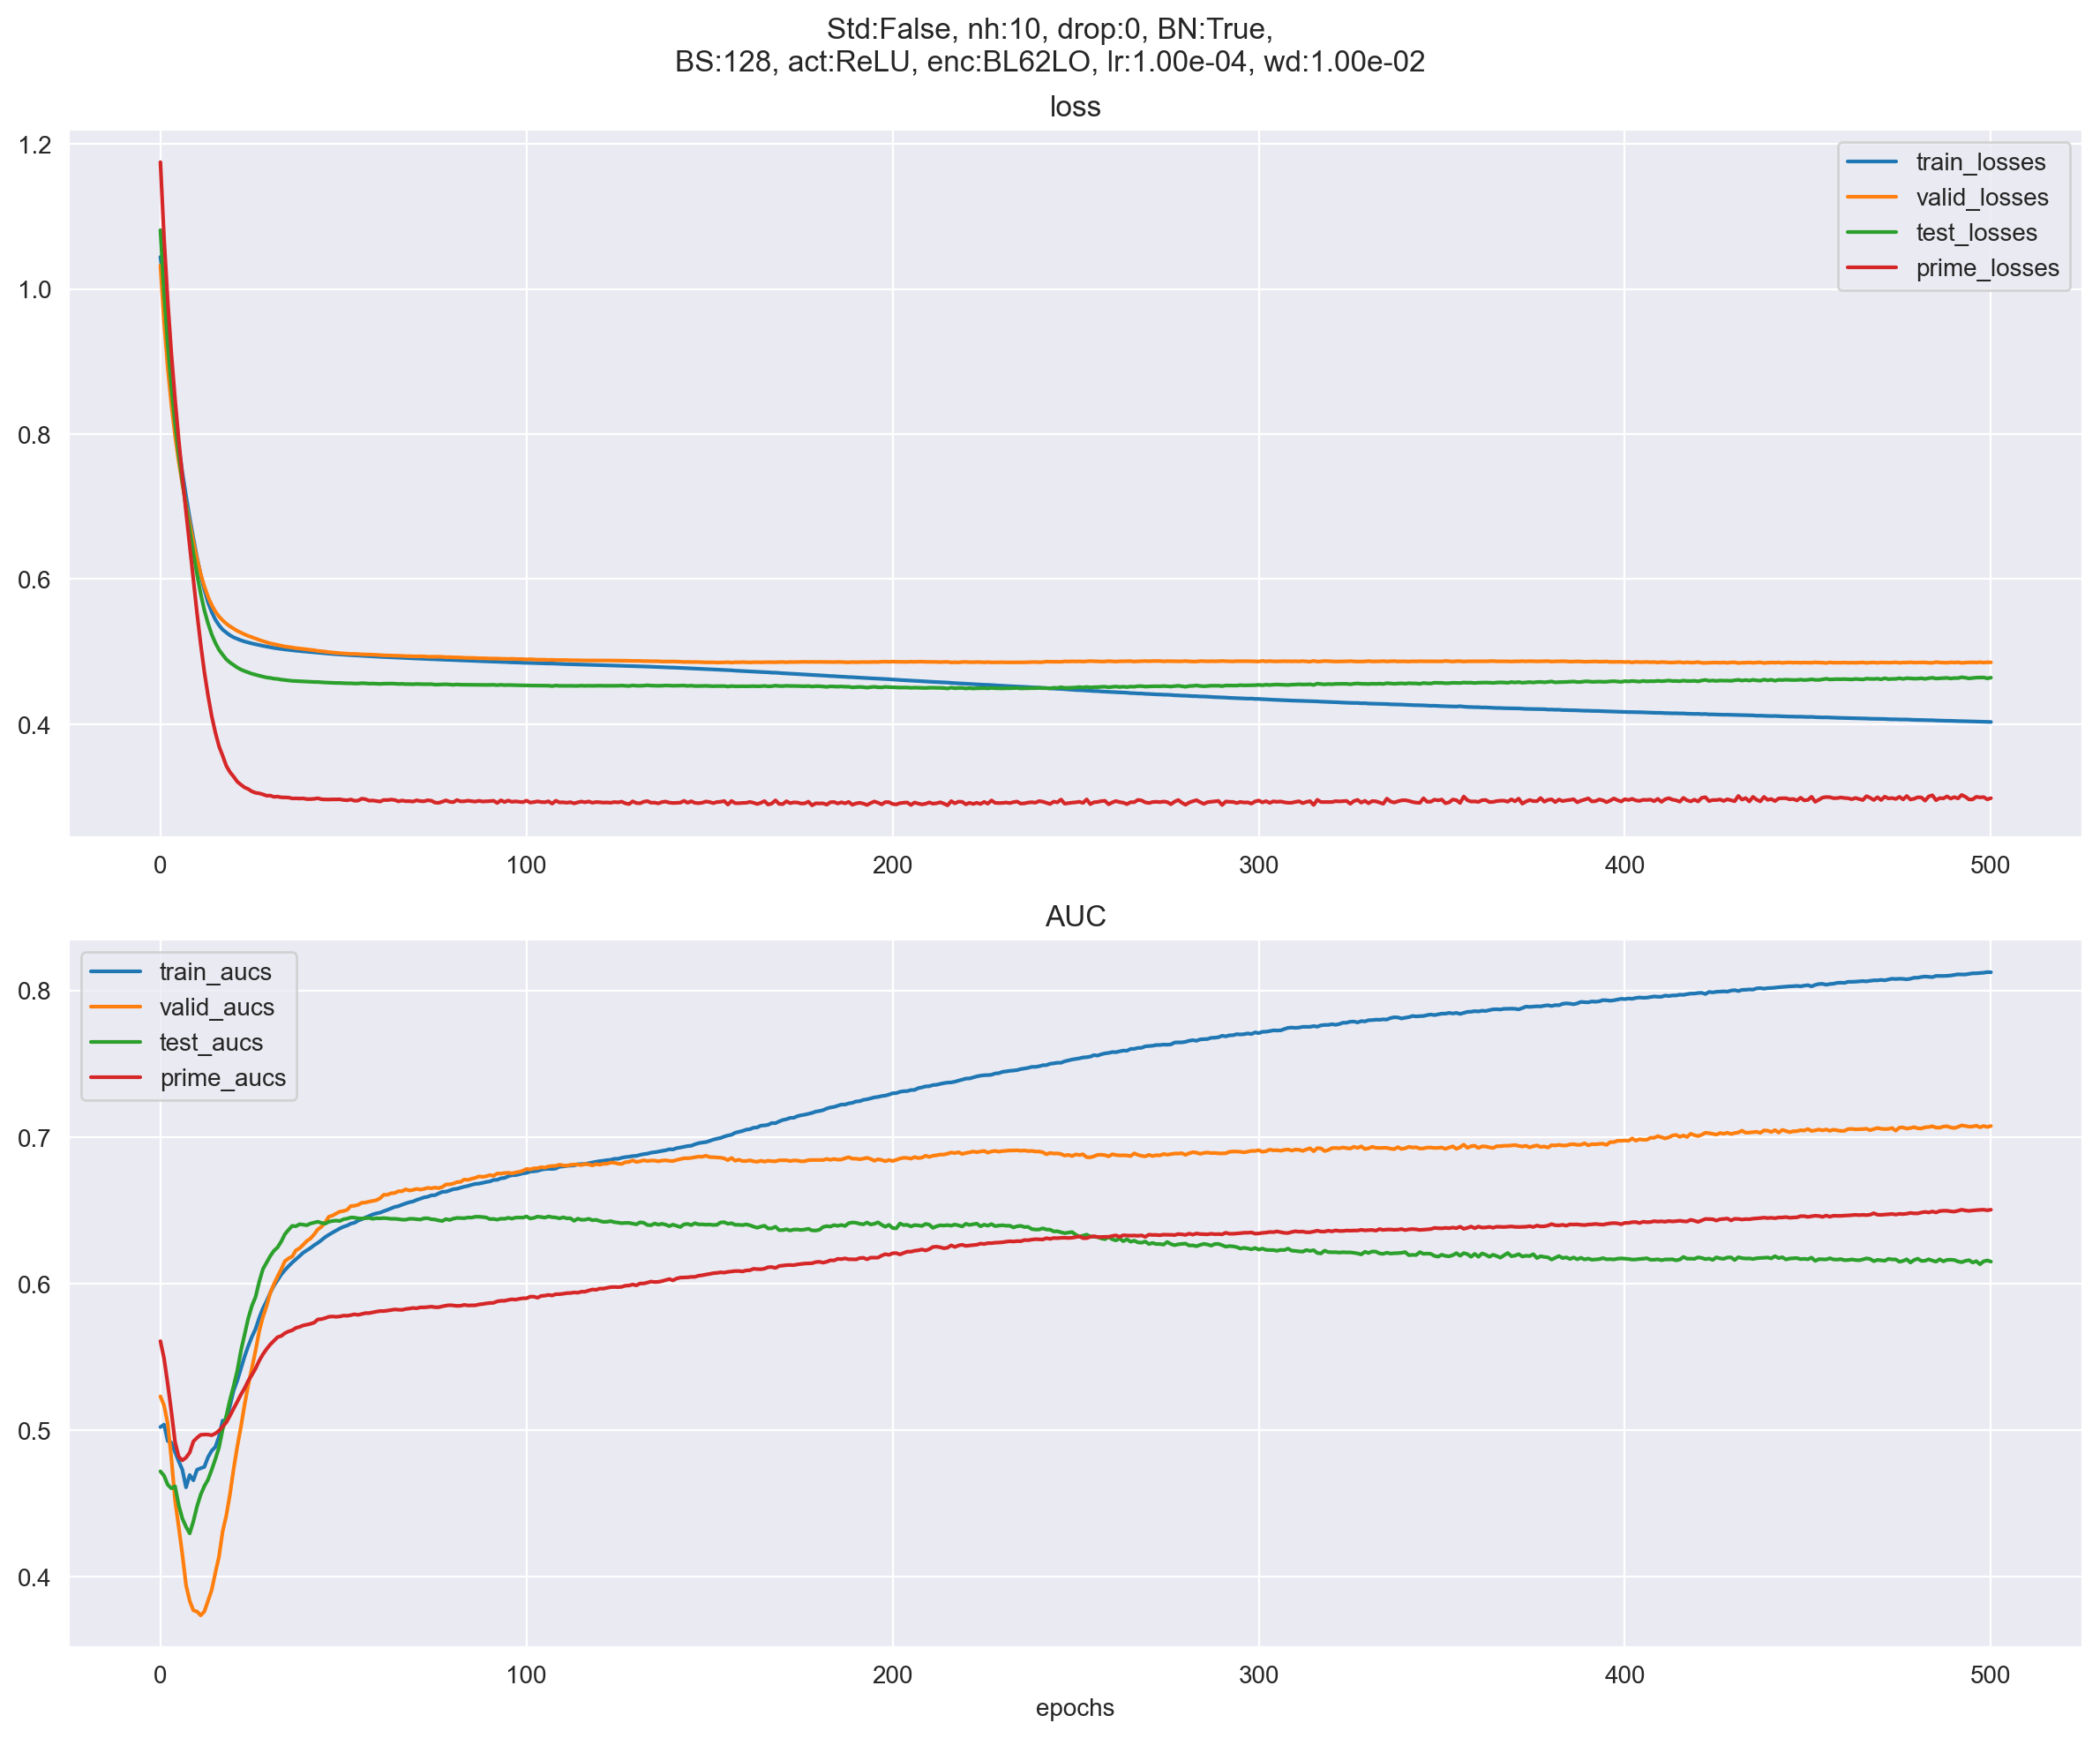 Std:False, nh:10, drop:0, BN:True,
BS:128, act:ReLU, enc:BL62LO, lr:1.00e-04, wd:1.00e-02
loss
1.2
1.0
0.8
0.6
0.4
train_losses
valid_losses
test_losses
prime_losses
0 100 200 300 400 500
AUC
0.8
0.7
0.6
0.5
0.4
train_aucs
valid_aucs
test_aucs
prime_aucs
0 100 200 300 400 500
epochs